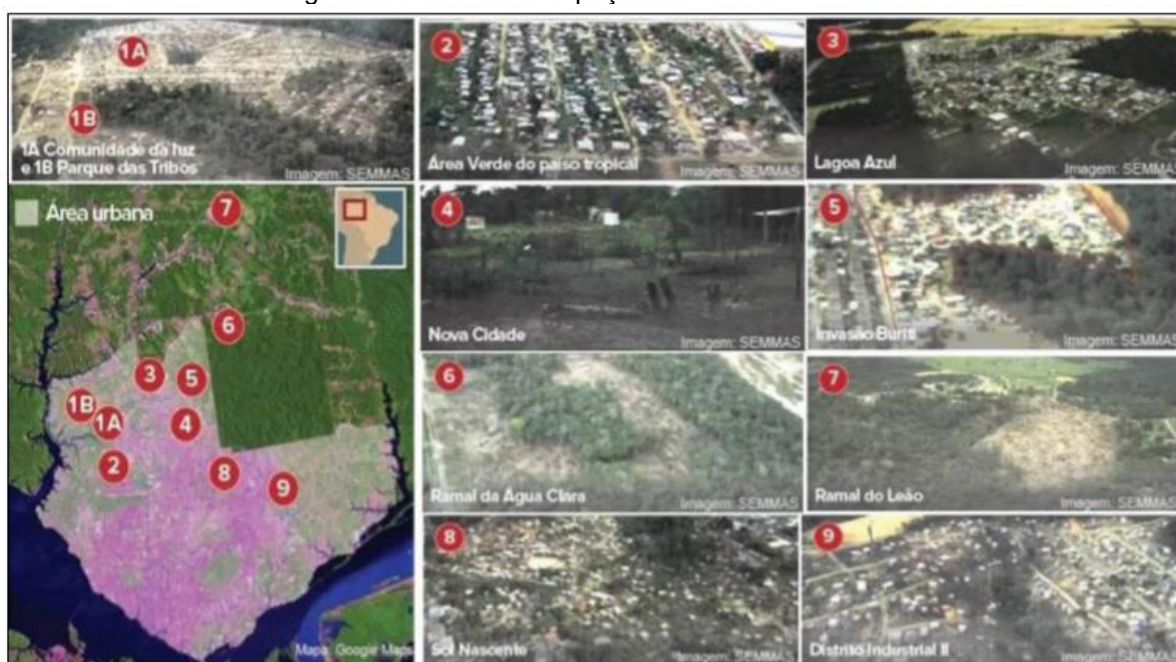 1A
1B
1A Comunidade da luz
e 1B Parque das Tribos
Imagem: SEMMAS
2
Área Verde do paiso tropical
Imagem: SEMMAS
3
Lagoa Azul
Imagem: SEMMAS
Área urbana
7
6
3
5
1B
1A
4
2
8
9
Mapa: Google Maps
4
Nova Cidade
Imagem: SEMMAS
5
Invasão Buriti
Imagem: SEMMAS
6
Ramal da Água Clara
Imagem: SEMMAS
7
Ramal do Leão
Imagem: SEMMAS
8
Sol Nascente
Imagem: SEMMAS
9
Distrito Industrial II
Imagem: SEMMAS